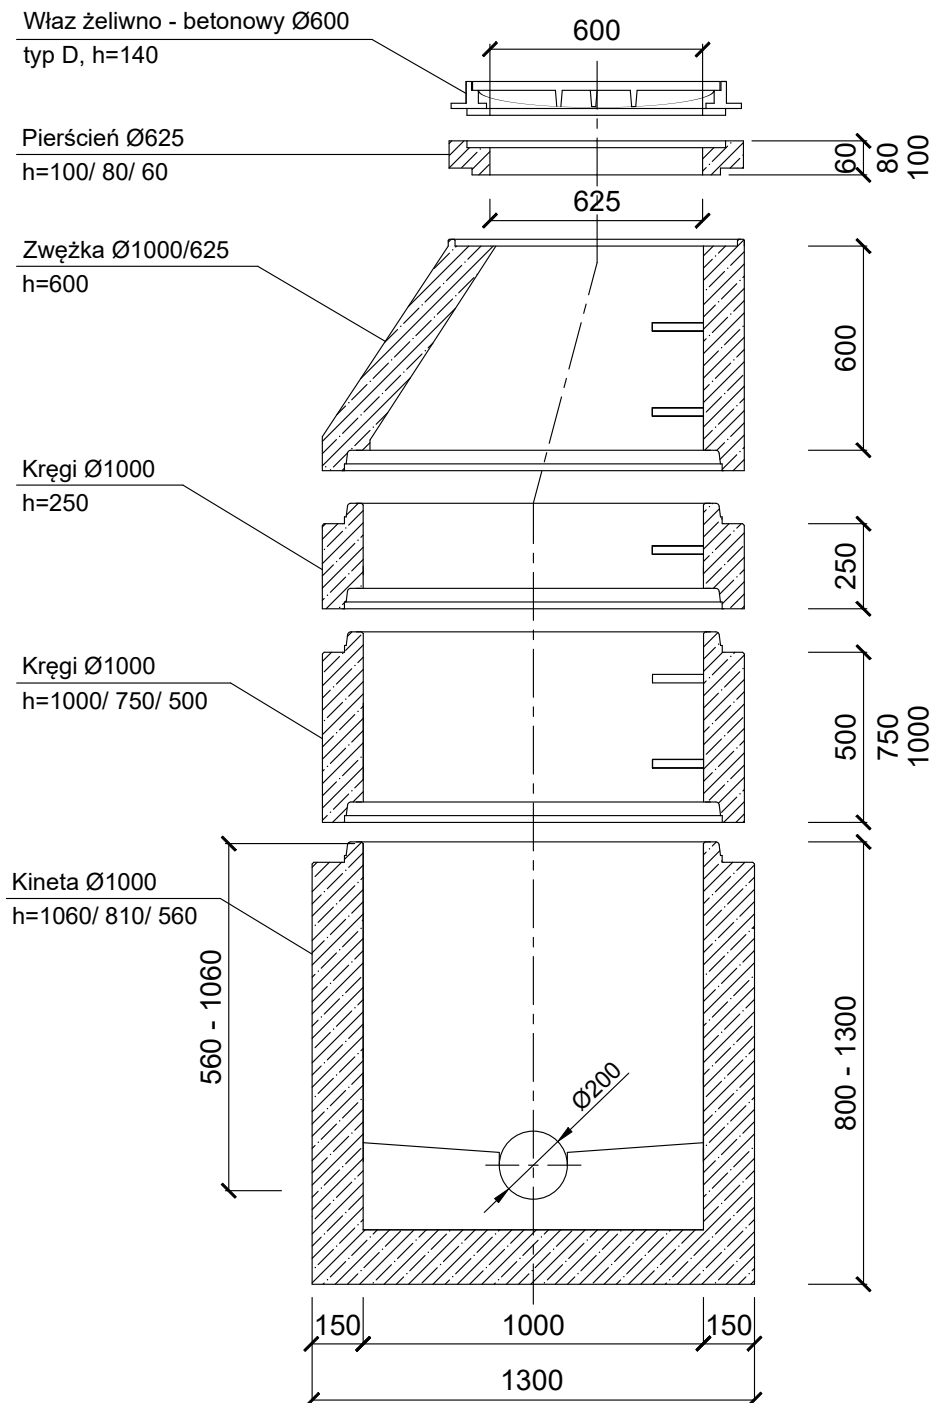 Właz żeliwno - betonowy Ø600
typ D, h=140
600
Pierścień Ø625
h=100/ 80/ 60
60
80
100
625
Zwężka Ø1000/625
h=600
600
Kręgi Ø1000
h=250
250
Kręgi Ø1000
h=1000/ 750/ 500
500
750
1000
Kineta Ø1000
h=1060/ 810/ 560
560 - 1060
800 - 1300
Ø200
150
1000
150
1300